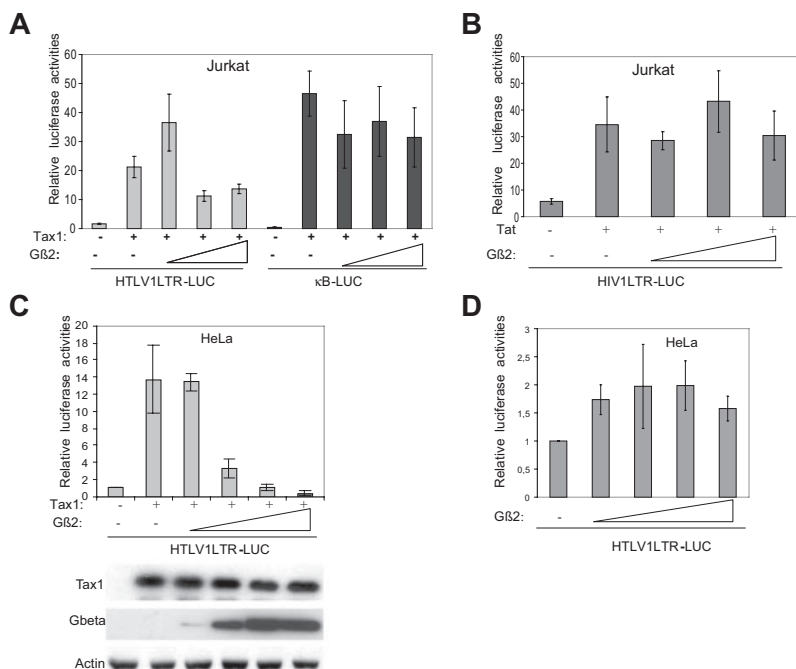 A
Jurkat
Relative luciferase activities
60
50
40
30
20
10
0
Tax1: - + + + + - + + + +
Gß2: - - - -
HTLV1LTR-LUC κB-LUC
B
Jurkat
Relative luciferase activities
60
50
40
30
20
10
0
Tat - + + + +
Gß2: - -
HIV1LTR-LUC
C
HeLa
Relative luciferase activities
20
18
16
14
12
10
8
6
4
2
0
Tax1: - + + + + +
Gß2: - -
HTLV1LTR-LUC
Tax1
Gbeta
Actin
D
HeLa
Relative luciferase activities
3
2,5
2
1,5
1
0,5
0
Gß2: -
HTLV1LTR-LUC